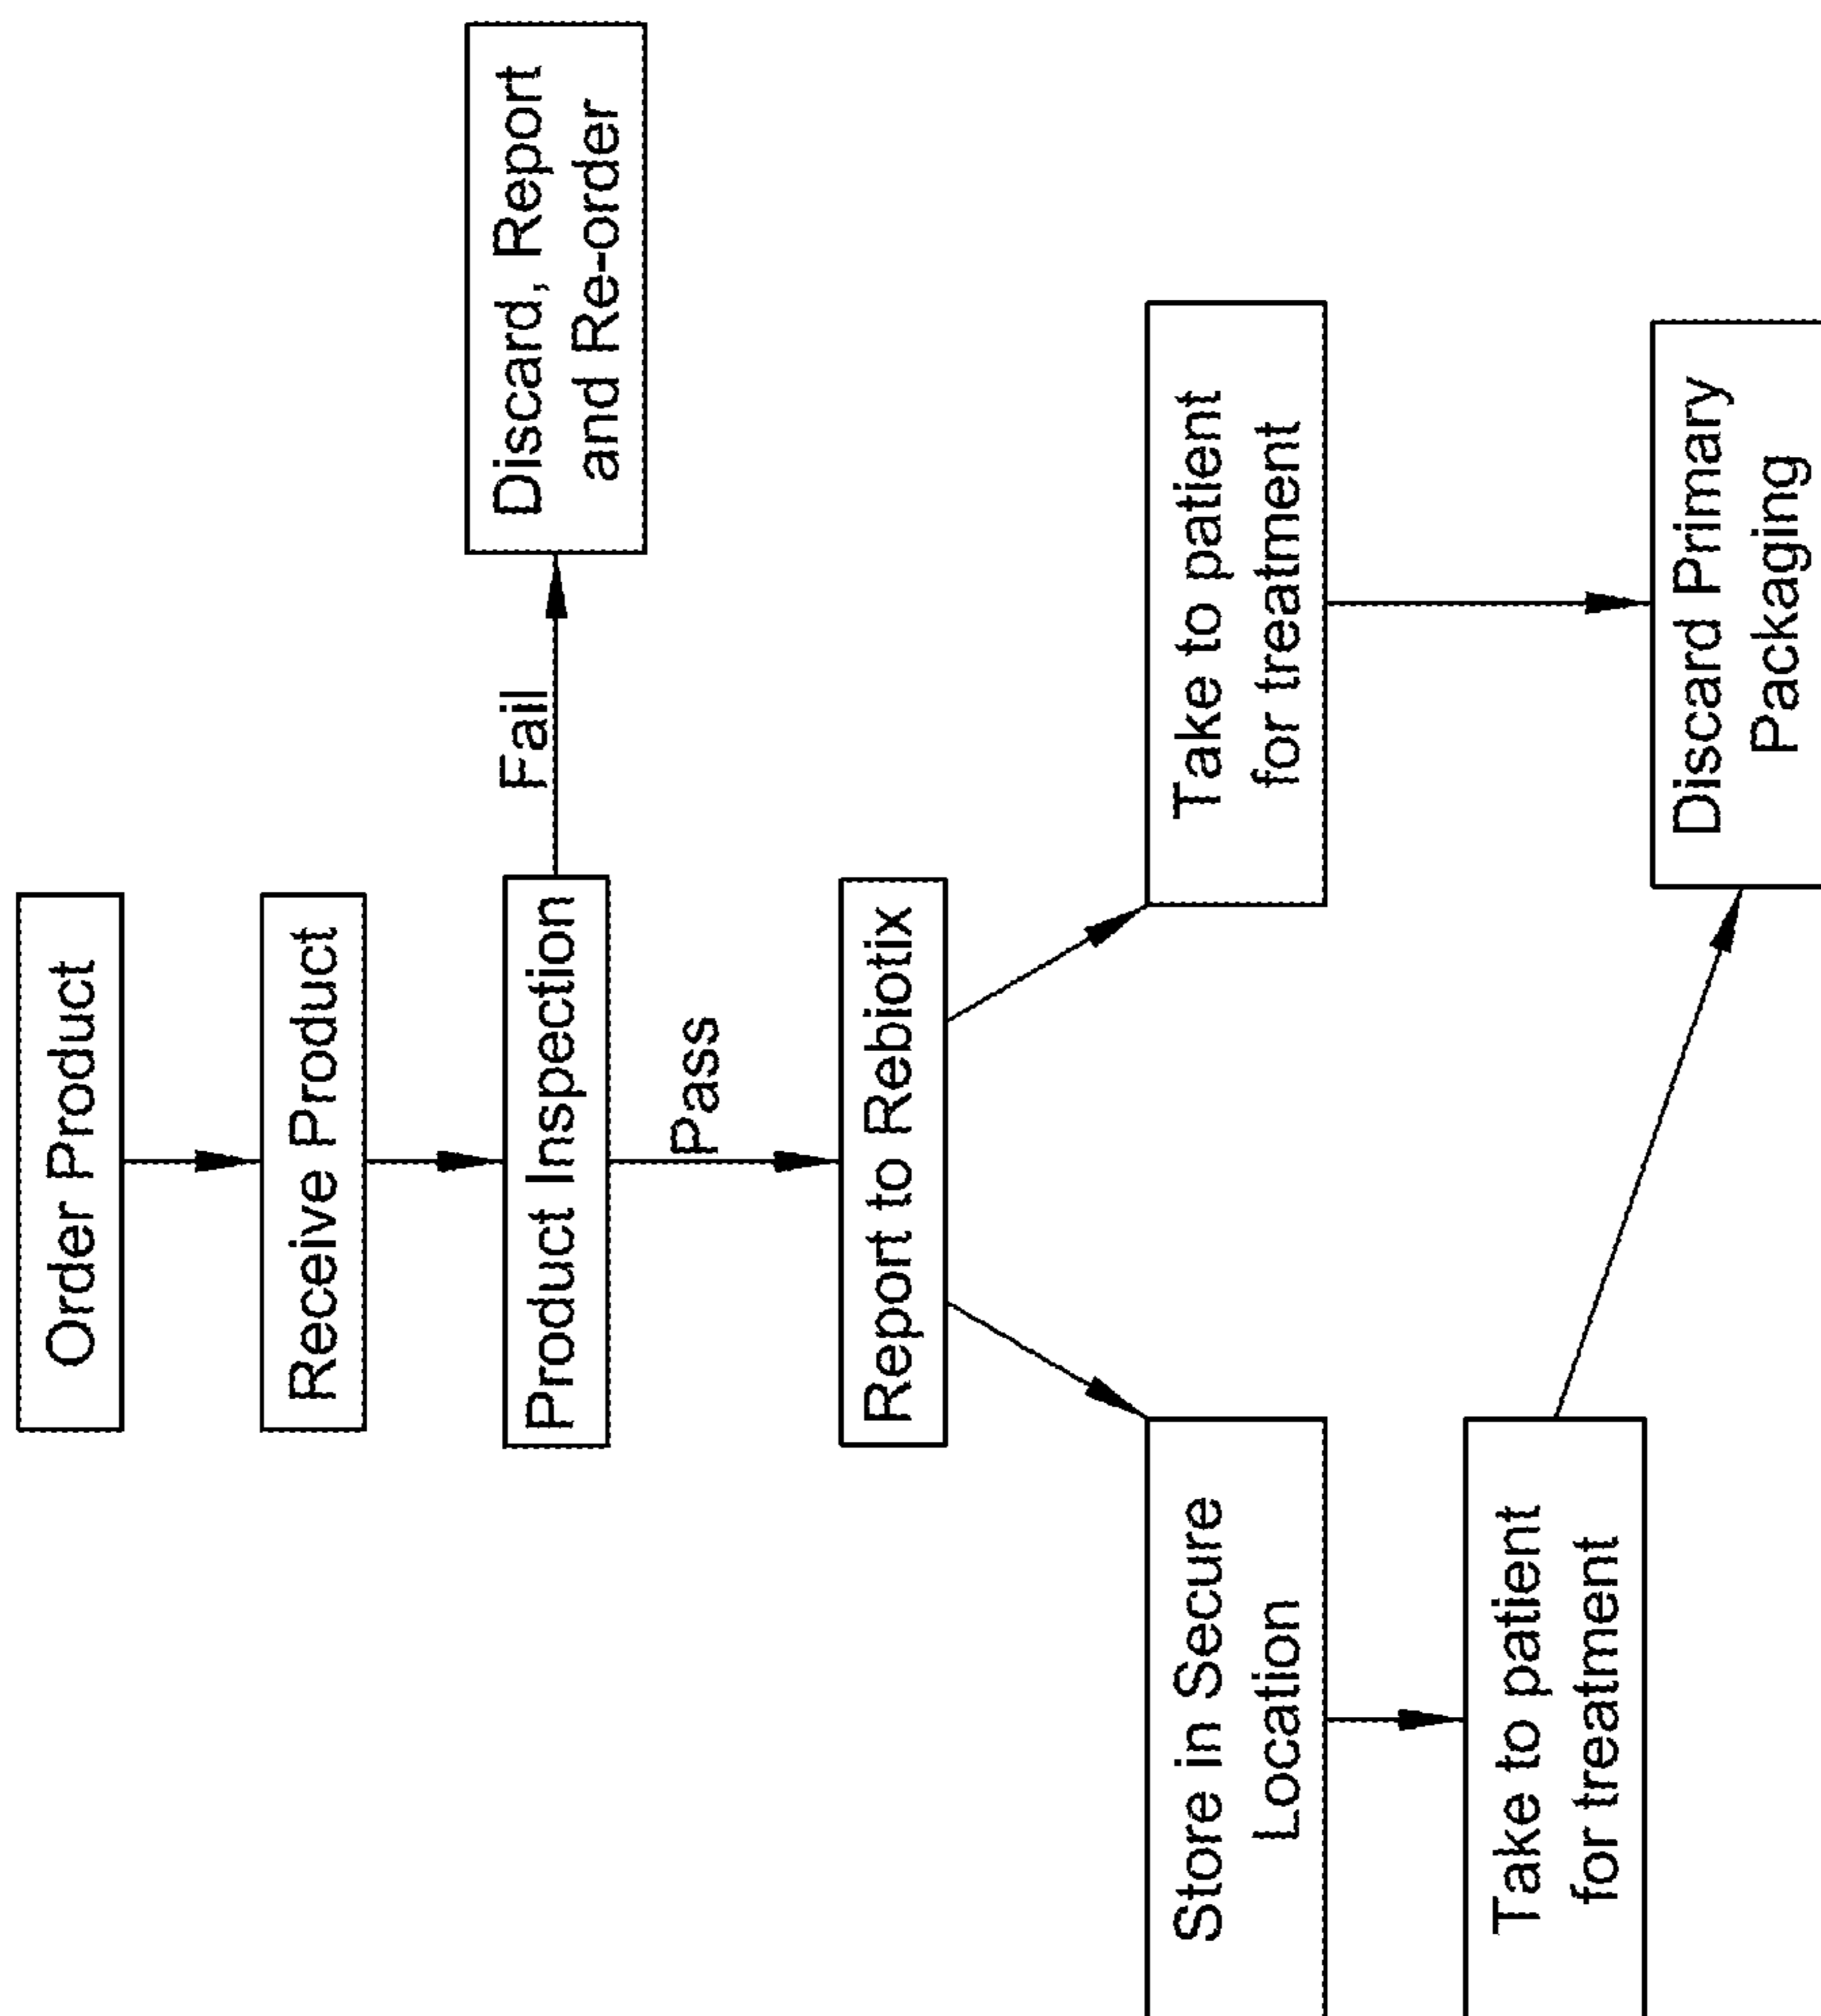 Order Product
Receive Product
Product Inspection
Fail
Discard, Report
and Re-order
Pass
Report to Rebiotix
Store in Secure
Location
Take to patient
for treatment
Take to patient
for treatment
Discard Primary
Packaging